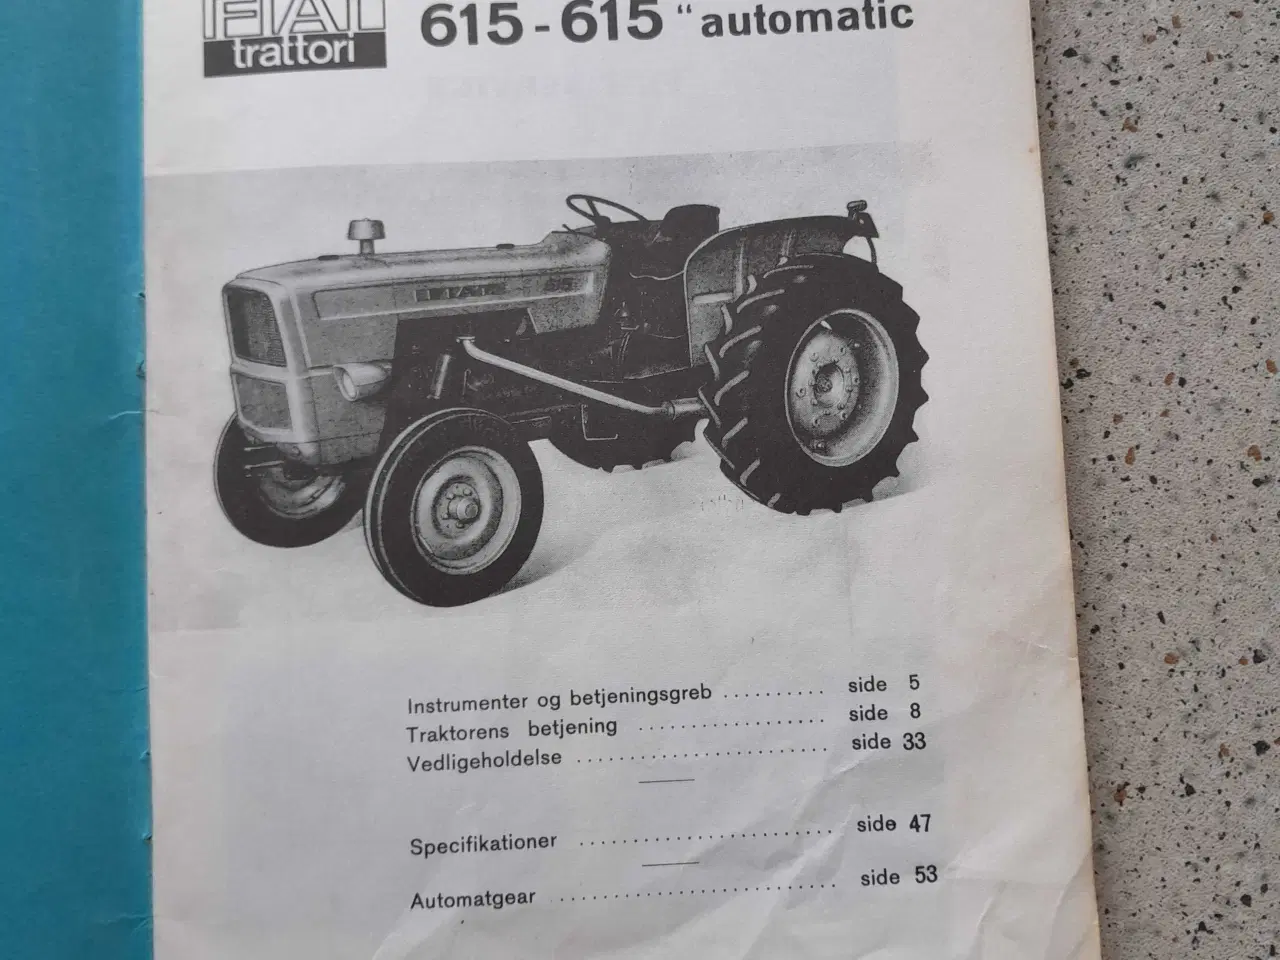 FIAT
trattori
615-615 “ automatic
FIAT
Instrumenter og betjeningsgreb .......... side 5
Traktorens betjening ................ side 8
Vedligeholdelse ..................... side 33
Specifikationer ..................... side 47
Automatgear ........................ side 53